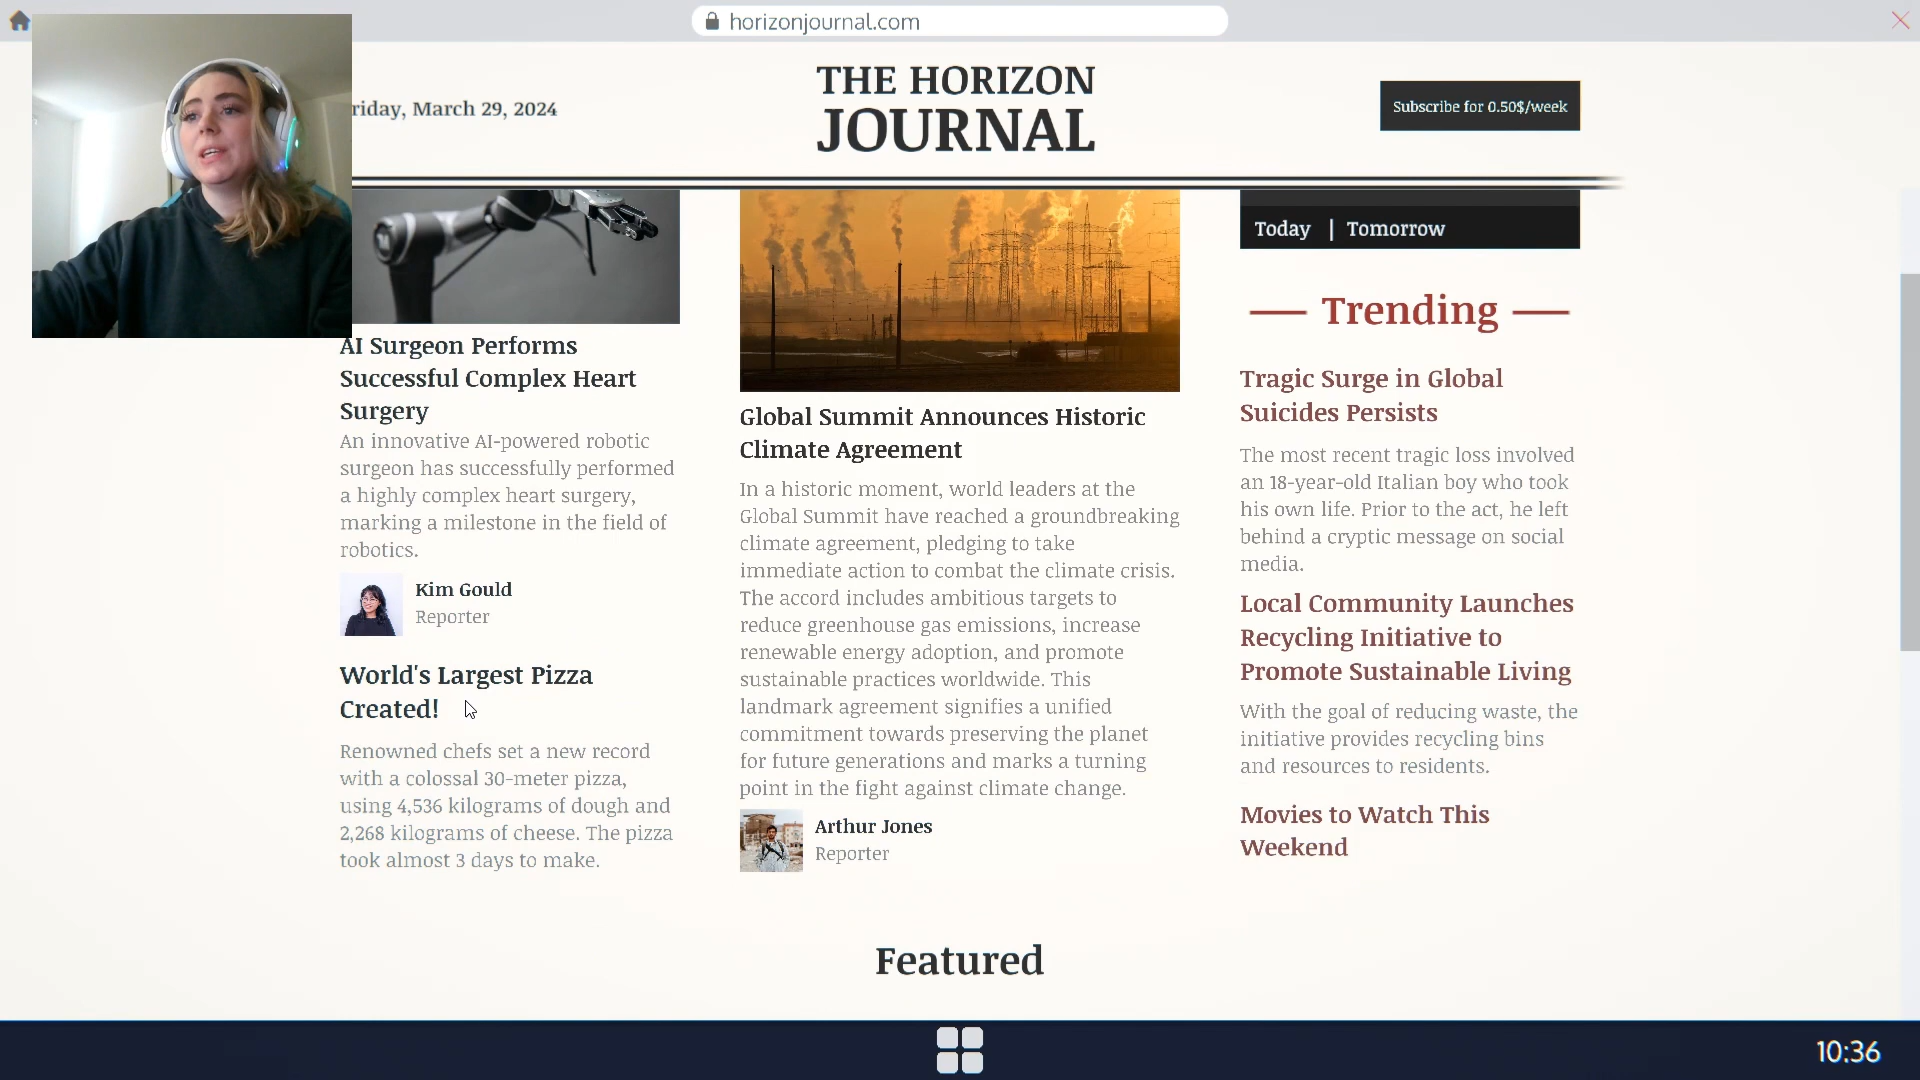 horizonjournal.com
riday, March 29, 2024
THE HORIZON
JOURNAL
Subscribe for 0.50$/week
Today | Tomorrow
AI Surgeon Performs
Successful Complex Heart
Surgery
An innovative AI-powered robotic
surgeon has successfully performed
a highly complex heart surgery,
marking a milestone in the field of
robotics.
Kim Gould
Reporter
World's Largest Pizza
Created!
Renowned chefs set a new record
with a colossal 30-meter pizza,
using 4,536 kilograms of dough and
2,268 kilograms of cheese. The pizza
took almost 3 days to make.
Global Summit Announces Historic
Climate Agreement
In a historic moment, world leaders at the
Global Summit have reached a groundbreaking
climate agreement, pledging to take
immediate action to combat the climate crisis.
The accord includes ambitious targets to
reduce greenhouse gas emissions, increase
renewable energy adoption, and promote
sustainable practices worldwide. This
landmark agreement signifies a unified
commitment towards preserving the planet
for future generations and marks a turning
point in the fight against climate change.
Arthur Jones
Reporter
Trending
Tragic Surge in Global
Suicides Persists
The most recent tragic loss involved
an 18-year-old Italian boy who took
his own life. Prior to the act, he left
behind a cryptic message on social
media.
Local Community Launches
Recycling Initiative to
Promote Sustainable Living
With the goal of reducing waste, the
initiative provides recycling bins
and resources to residents.
Movies to Watch This
Weekend
Featured
10:36